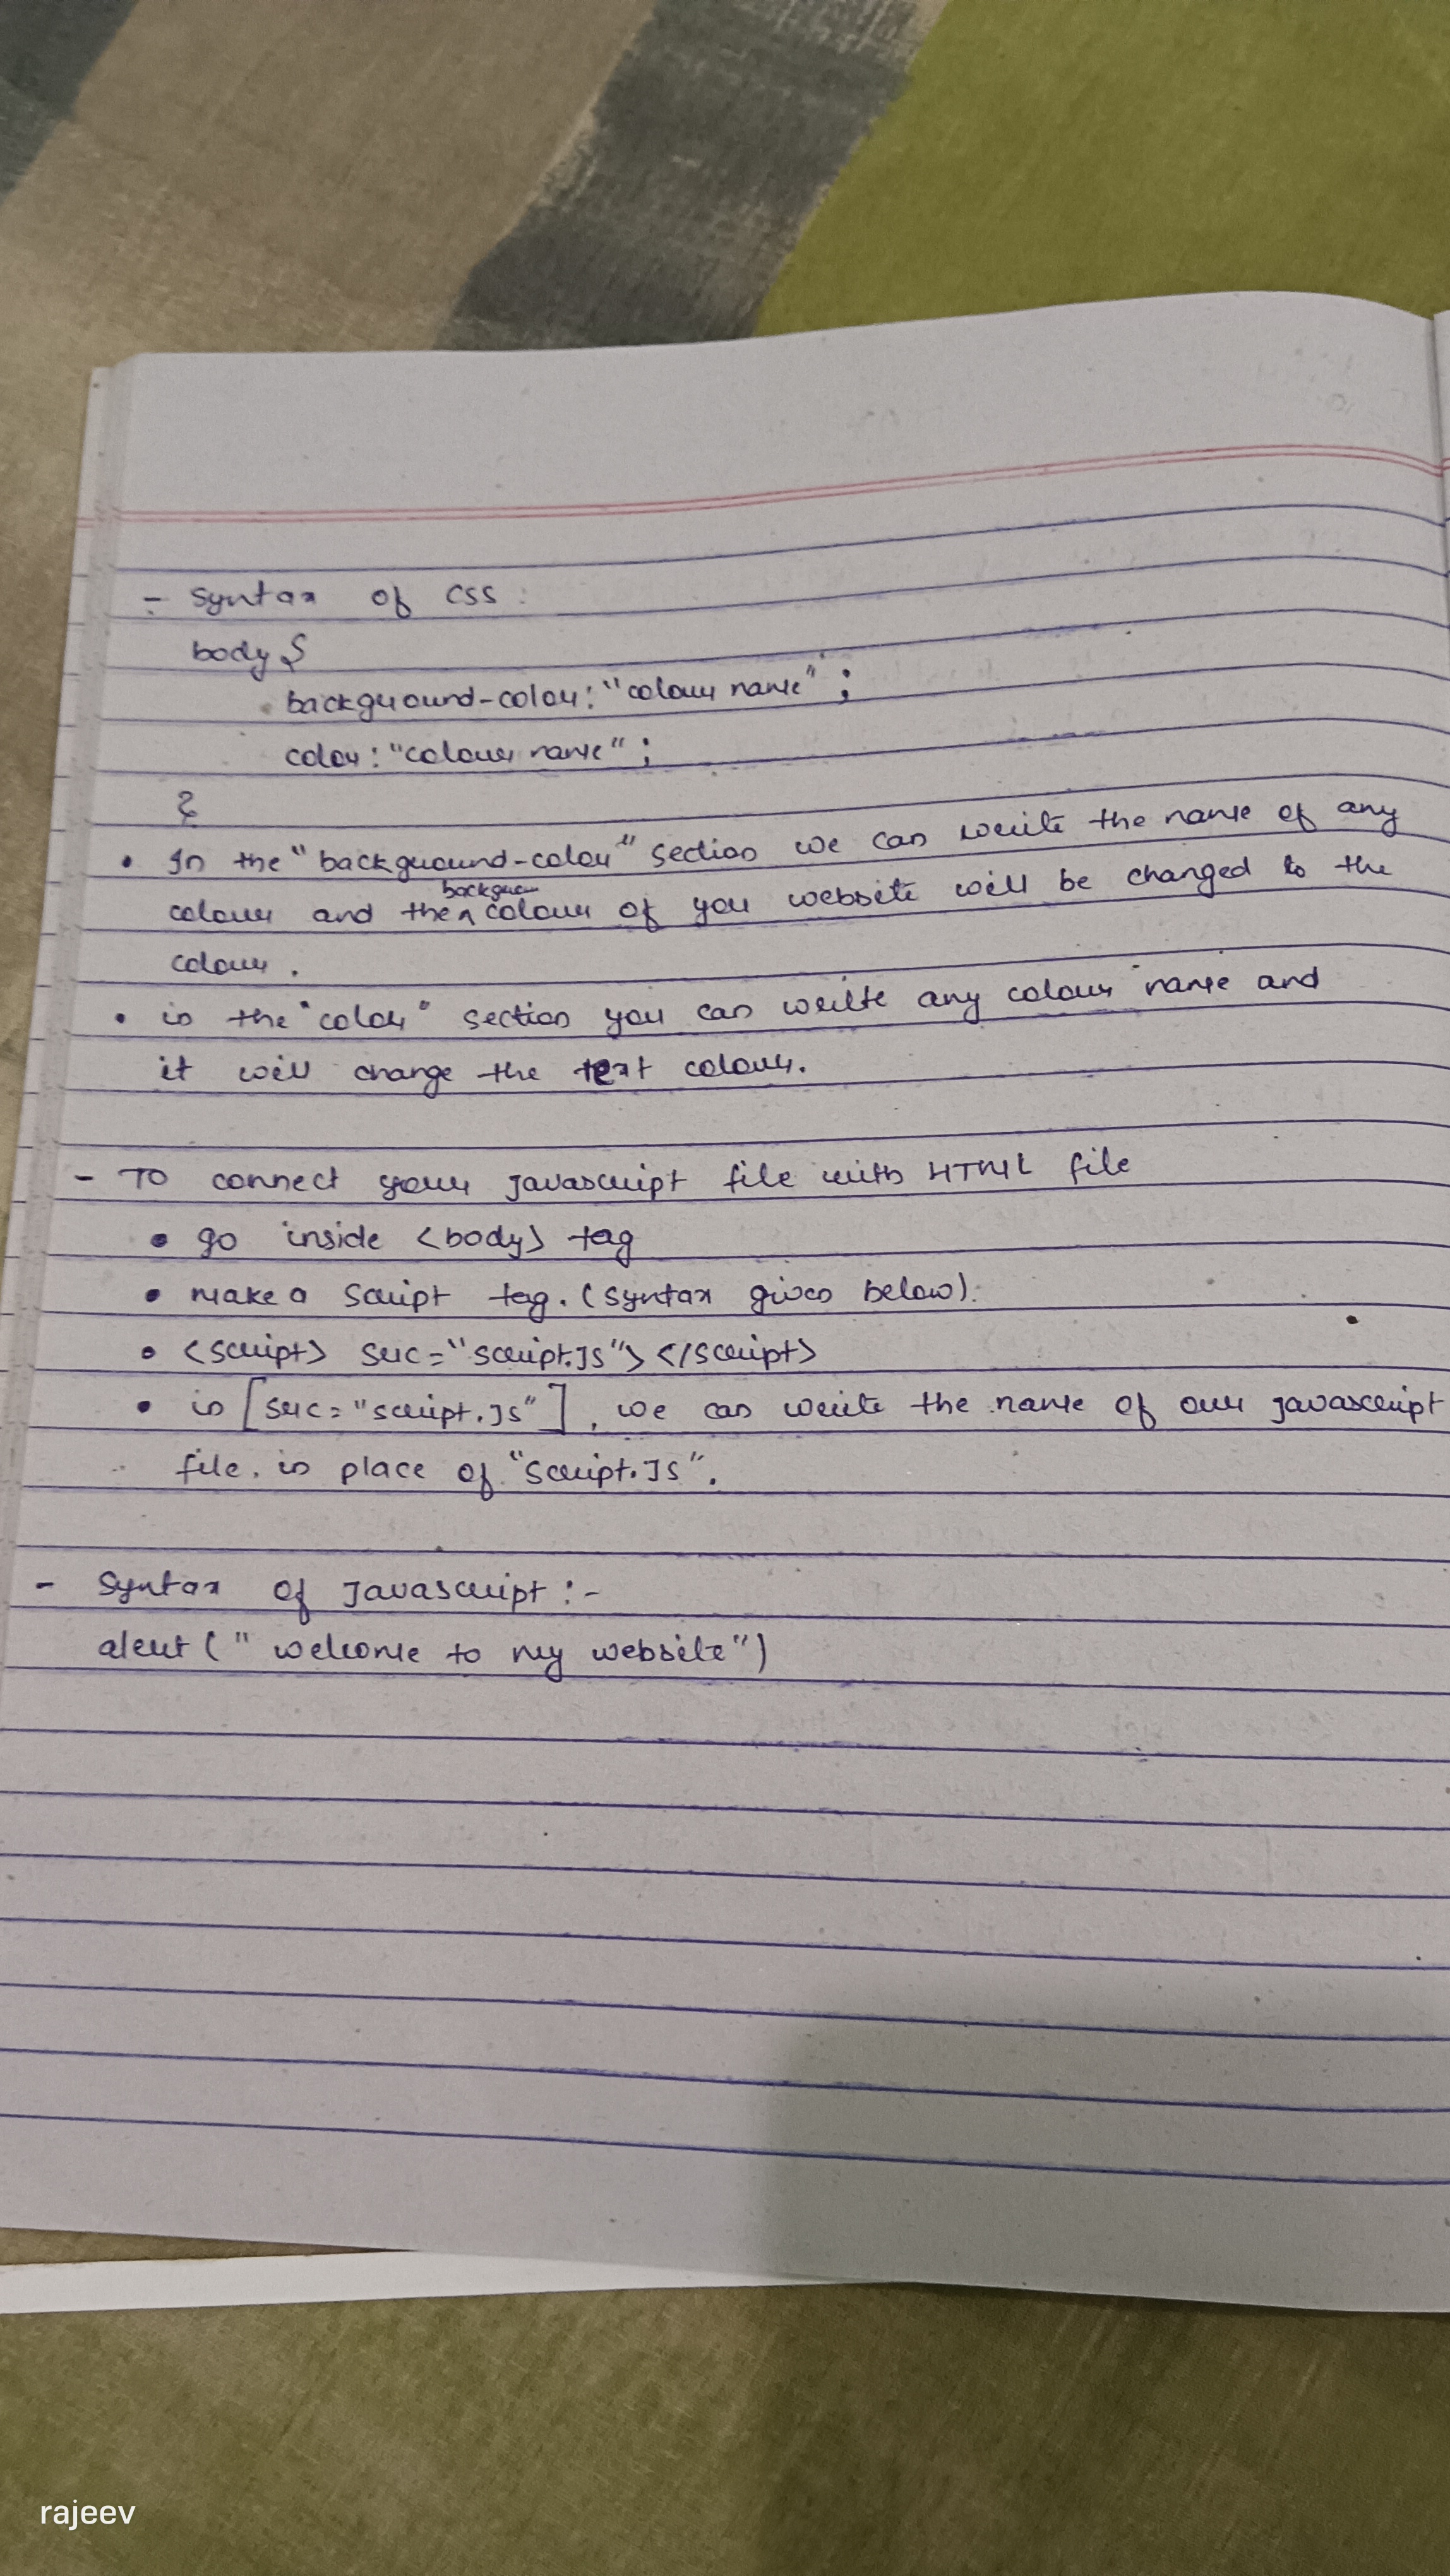 - Syntax of CSS :
body {
background-color: "colour name" ;
color: "colour name" ;
}
• In the "background-color" section we can write the name of any
backgroun
colour and the ^ colour of you website will be changed to the
colour .
• in the "color" section you can write any colour name and
it will change the text colour.
- To connect your javascript file with HTML file
• go inside <body> tag
• make a script tag. (syntax given below).
• <script> src="script.JS"> </script>
• in [src="script.JS"] , we can write the name of our javascript
file. in place of "script.JS".
- Syntax of Javascript :-
alert (" welcome to my website")
rajeev